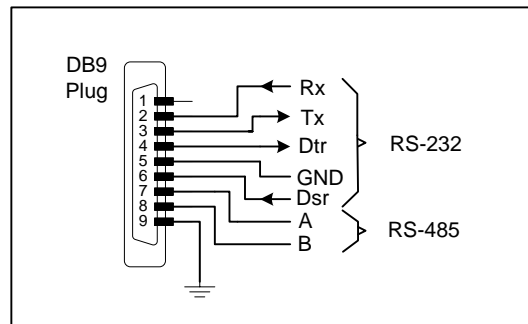 DB9
Plug
1
2
3
4
5
6
7
8
9
Rx
Tx
Dtr
GND
Dsr
A
B
RS-232
RS-485